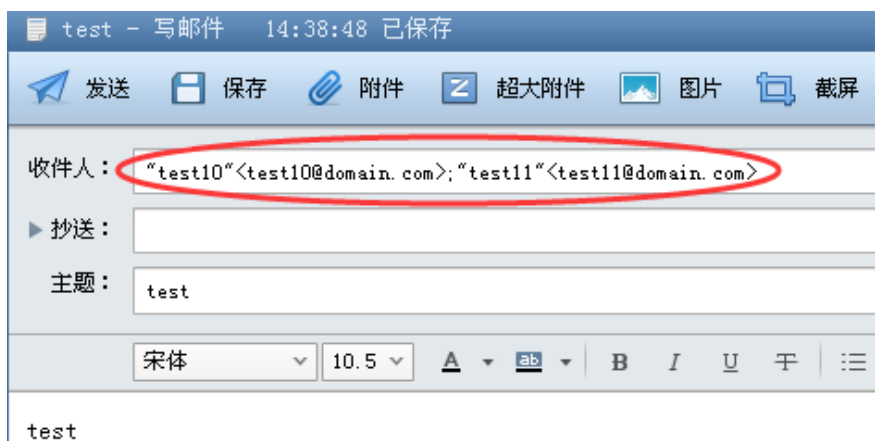 test - 写邮件 14:38:48 已保存
发送 保存 附件 超大附件 图片 截屏
收件人： “test10“<test10@domain.com>;“test11“<test11@domain.com>
抄送：
主题： test
宋体 10.5 A ab B I U T
test